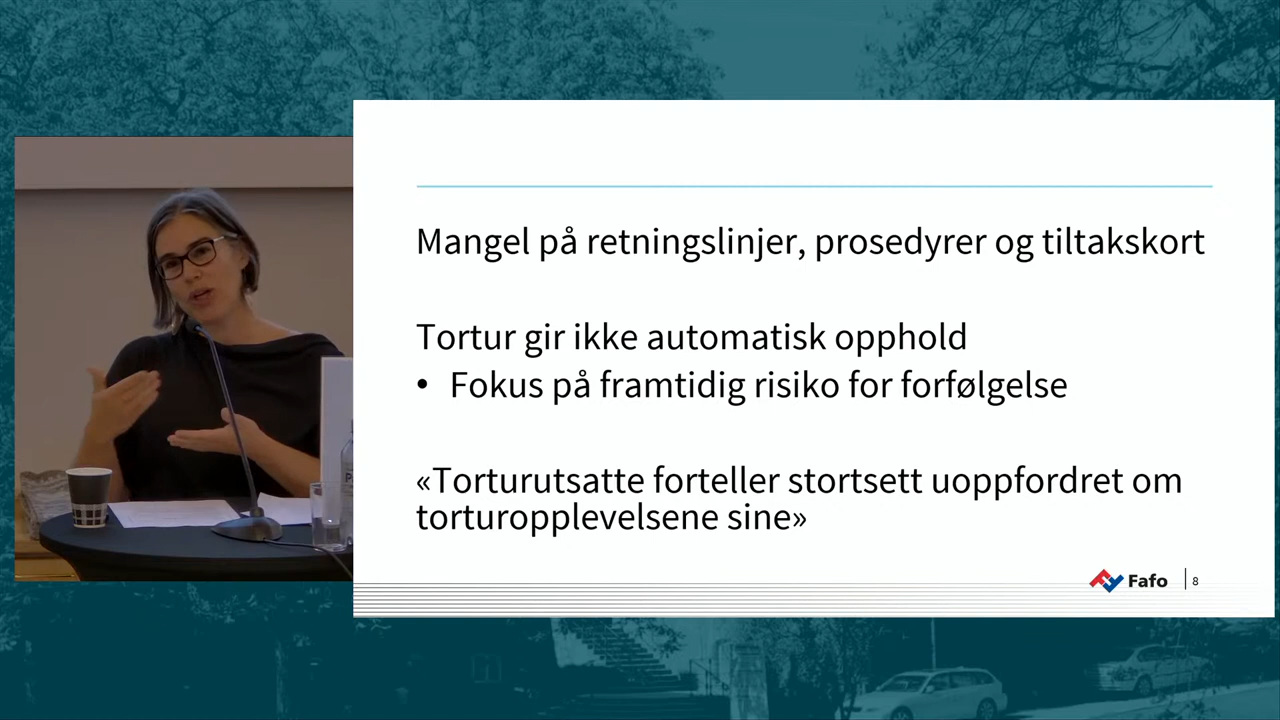 Mangel på retningslinjer, prosedyrer og tiltakskort
Tortur gir ikke automatisk opphold
• Fokus på framtidig risiko for forfølgelse
«Torturutsatte forteller stortsett uoppfordret om
torturopplevelsene sine»
Fafo
8